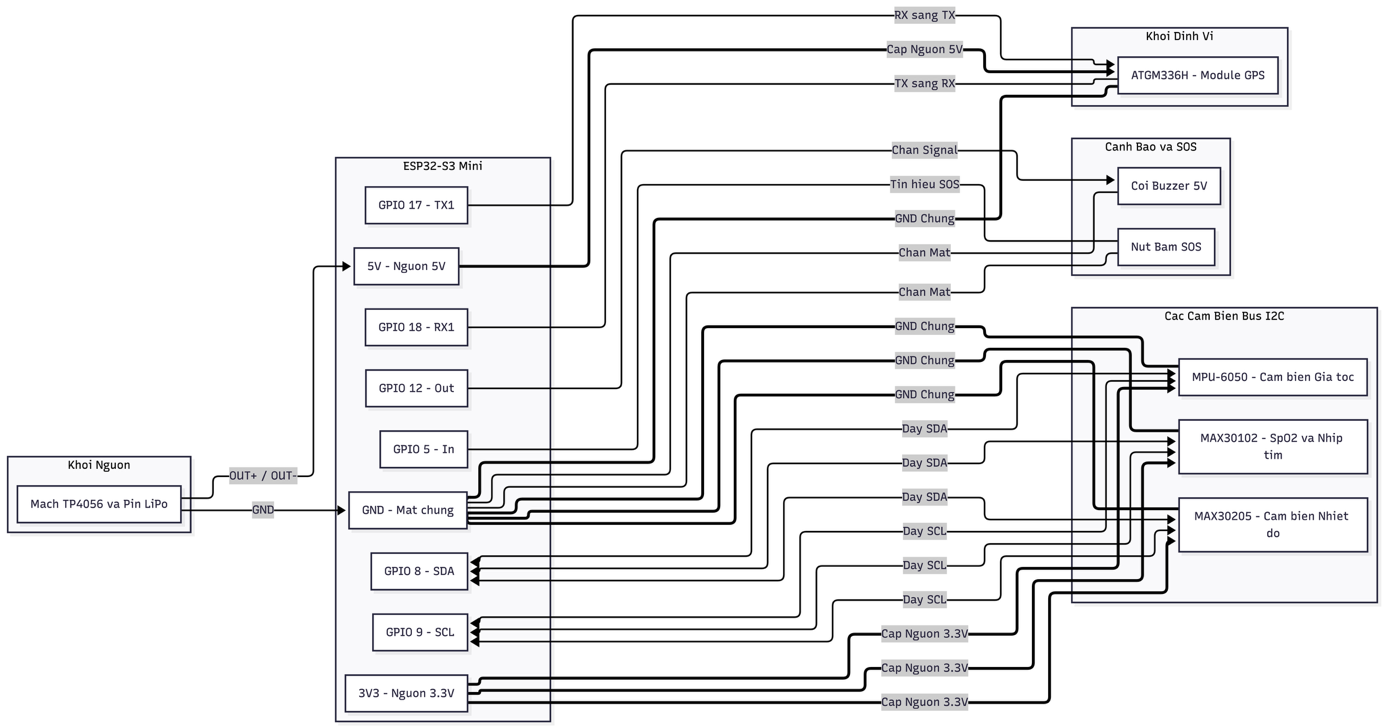 RX sang TX
Khoi Dinh Vi
Cap Nguon 5V
ATGM336H - Module GPS
TX sang RX
Canh Bao va SOS
Chan Signal
ESP32-S3 Mini
Coi Buzzer 5V
Tin hieu SOS
GPIO 17 - TX1
GND Chung
Nut Bam SOS
Chan Mat
5V - Nguon 5V
Chan Mat
Cac Cam Bien Bus I2C
GPIO 18 - RX1
GND Chung
GND Chung
MPU-6050 - Cam bien Gia toc
GPIO 12 - Out
GND Chung
Day SDA
MAX30102 - SpO2 va Nhip
tim
GPIO 5 - In
Khoi Nguon
Day SDA
OUT+ / OUT-
Day SDA
Mach TP4056 va Pin LiPo
GND
GND - Mat chung
MAX30205 - Cam bien Nhiet
do
Day SCL
Day SCL
GPIO 8 - SDA
Day SCL
GPIO 9 - SCL
Cap Nguon 3.3V
Cap Nguon 3.3V
3V3 - Nguon 3.3V
Cap Nguon 3.3V